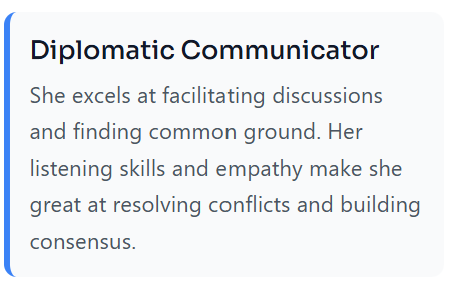 Diplomatic Communicator
She excels at facilitating discussions
and finding common ground. Her
listening skills and empathy make she
great at resolving conflicts and building
consensus.